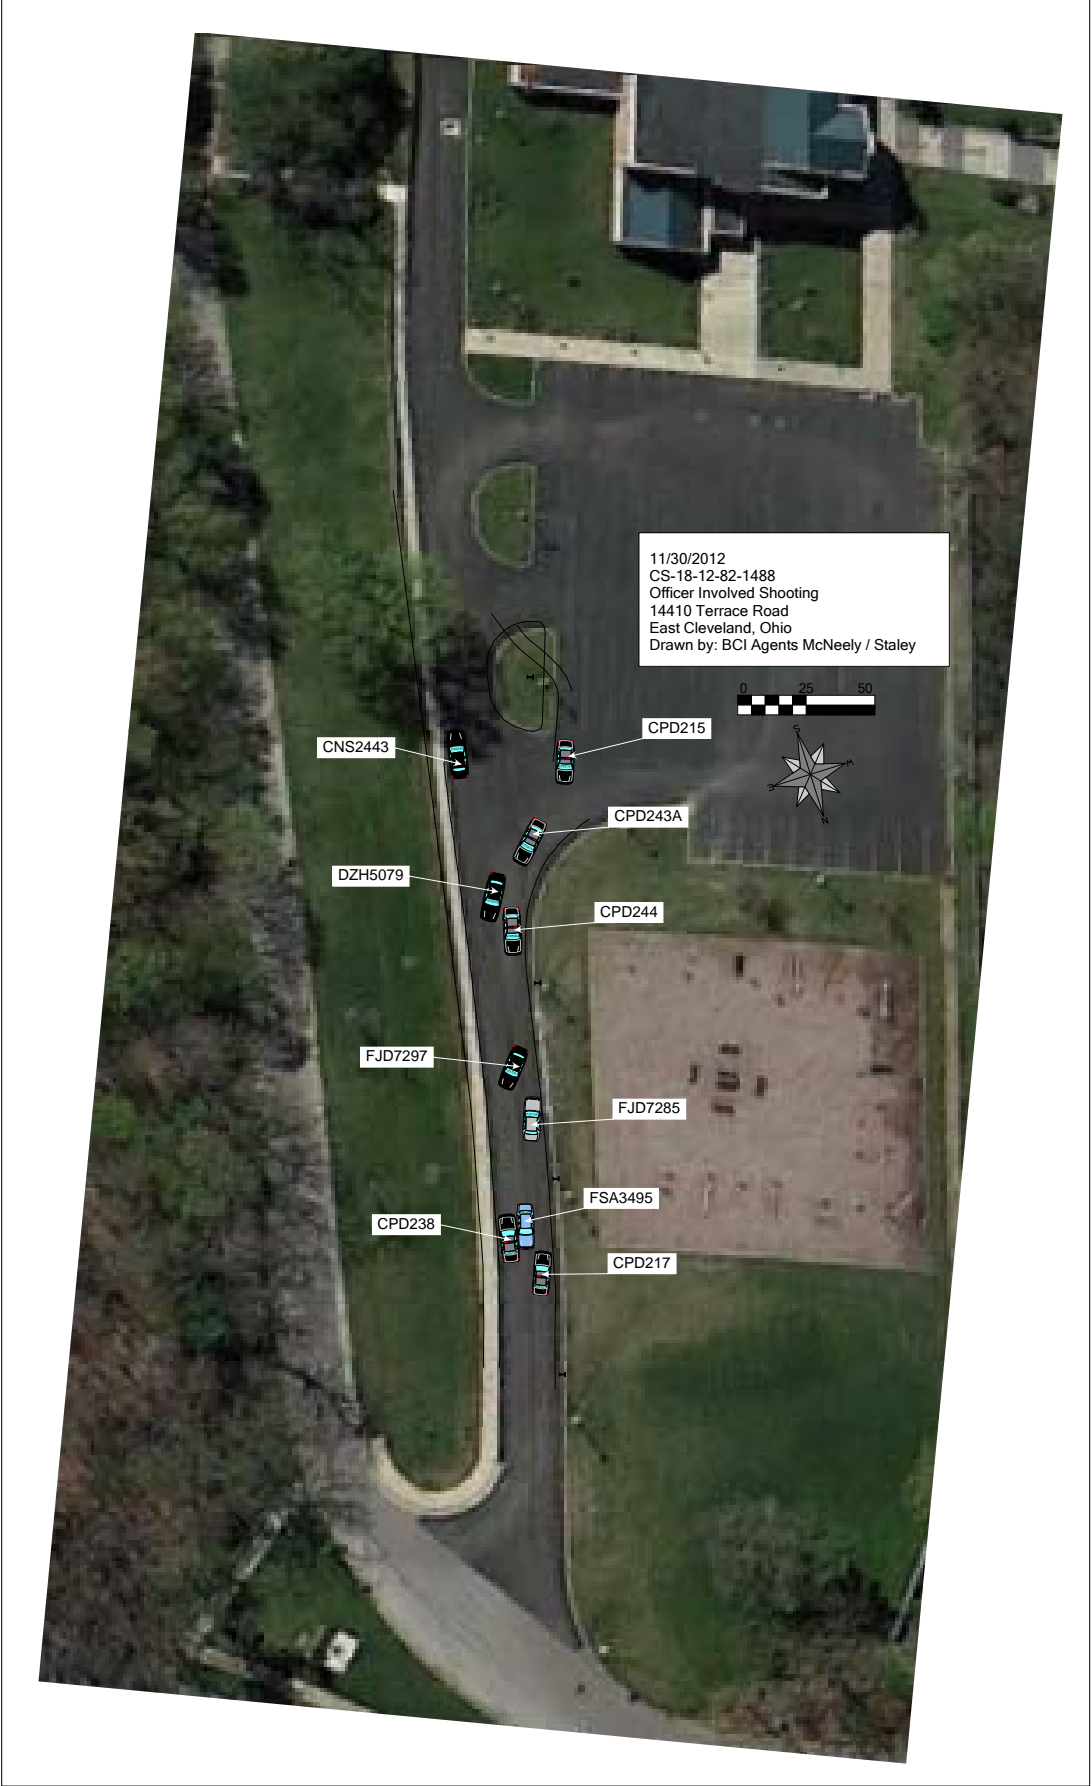 11/30/2012
CS-18-12-82-1488
Officer Involved Shooting
14410 Terrace Road
East Cleveland, Ohio
Drawn by: BCI Agents McNeely / Staley
0 25 50
S
W
E
N
CPD215
CNS2443
CPD243A
DZH5079
CPD244
FJD7297
FJD7285
FSA3495
CPD238
CPD217